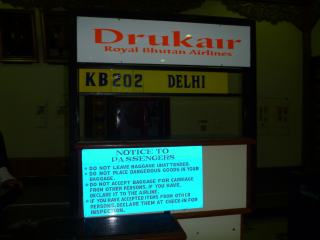 Drukair
Royal Bhutan Airlines
KB202 DELHI
NOTICE TO
PASSENGERS
• DO NOT LEAVE BAGGAGE UNATTENDED.
• DO NOT PLACE DANGEROUS GOODS IN YOUR
BAGGAGE.
• DO NOT ACCEPT BAGGAGE FOR CARRIAGE
FROM OTHER PERSONS. IF YOU HAVE,
DECLARE IT TO THE AIRLINE.
• IF YOU HAVE ACCEPTED ITEMS FROM OTHER
PERSONS, DECLARE THEM AT CHECK-IN FOR
INSPECTION.